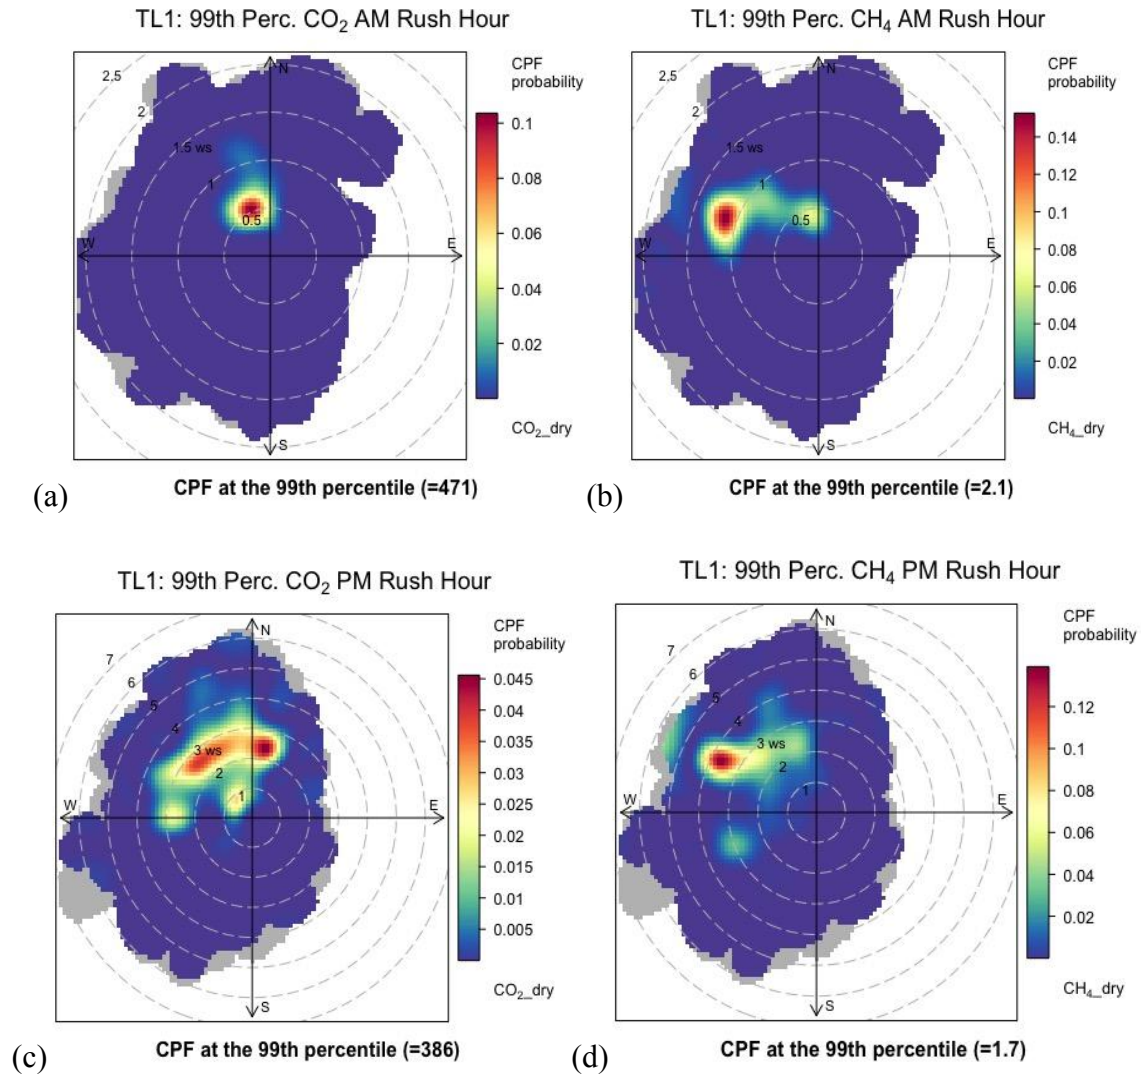 TL1: 99th Perc. CO₂ AM Rush Hour
2.5
2
1.5 ws
1
0.5
N
W
E
S
CPF
probability
0.1
0.08
0.06
0.04
0.02
CO₂_dry
(a)
CPF at the 99th percentile (=471)
TL1: 99th Perc. CH₄ AM Rush Hour
2.5
2
1.5 ws
1
0.5
N
W
E
S
CPF
probability
0.14
0.12
0.1
0.08
0.06
0.04
0.02
CH₄_dry
(b)
CPF at the 99th percentile (=2.1)
TL1: 99th Perc. CO₂ PM Rush Hour
7
6
5
4
3 ws
2
1
N
W
E
S
CPF
probability
0.045
0.04
0.035
0.03
0.025
0.02
0.015
0.01
0.005
CO₂_dry
(c)
CPF at the 99th percentile (=386)
TL1: 99th Perc. CH₄ PM Rush Hour
7
6
5
4
3 ws
2
1
N
W
E
S
CPF
probability
0.12
0.1
0.08
0.06
0.04
0.02
CH₄_dry
(d)
CPF at the 99th percentile (=1.7)